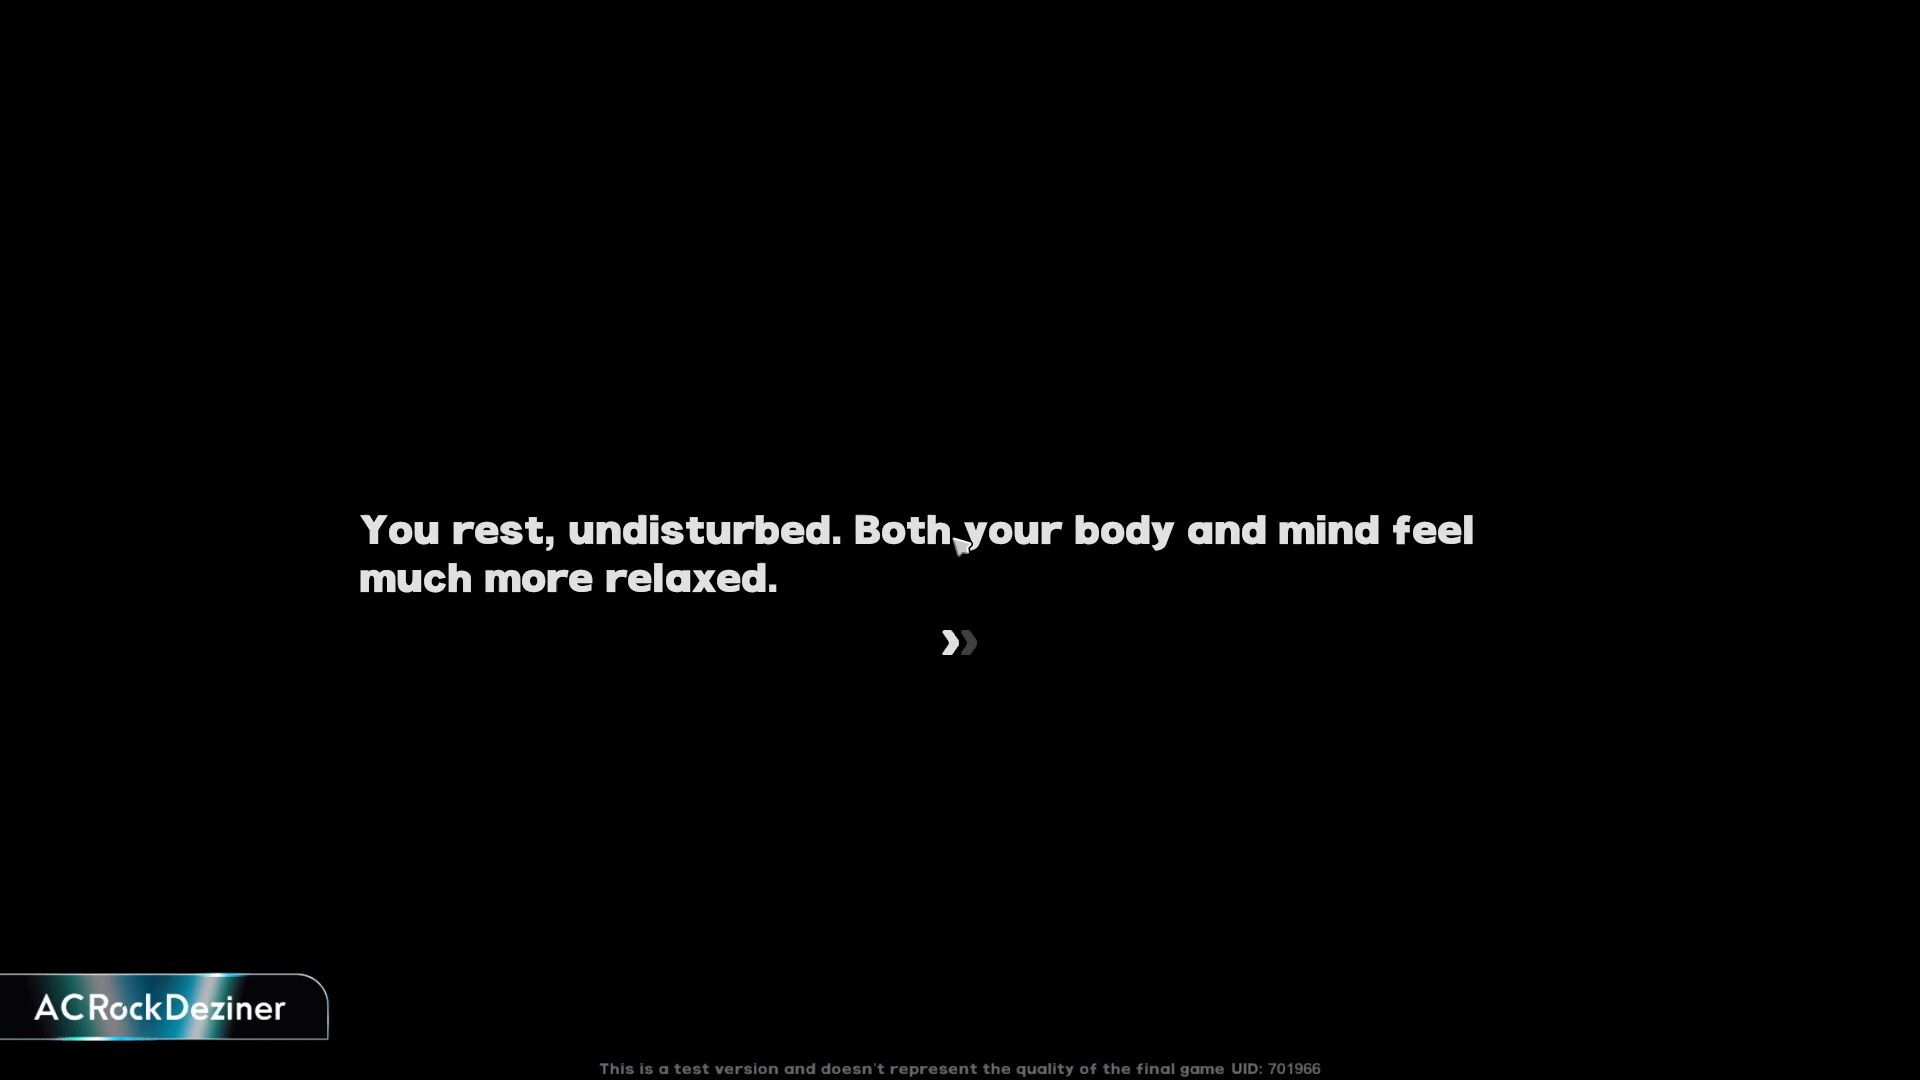 You rest, undisturbed. Both your body and mind feel
much more relaxed.
ACRockDeziner
This is a test version and doesn't represent the quality of the final game UID: 701966